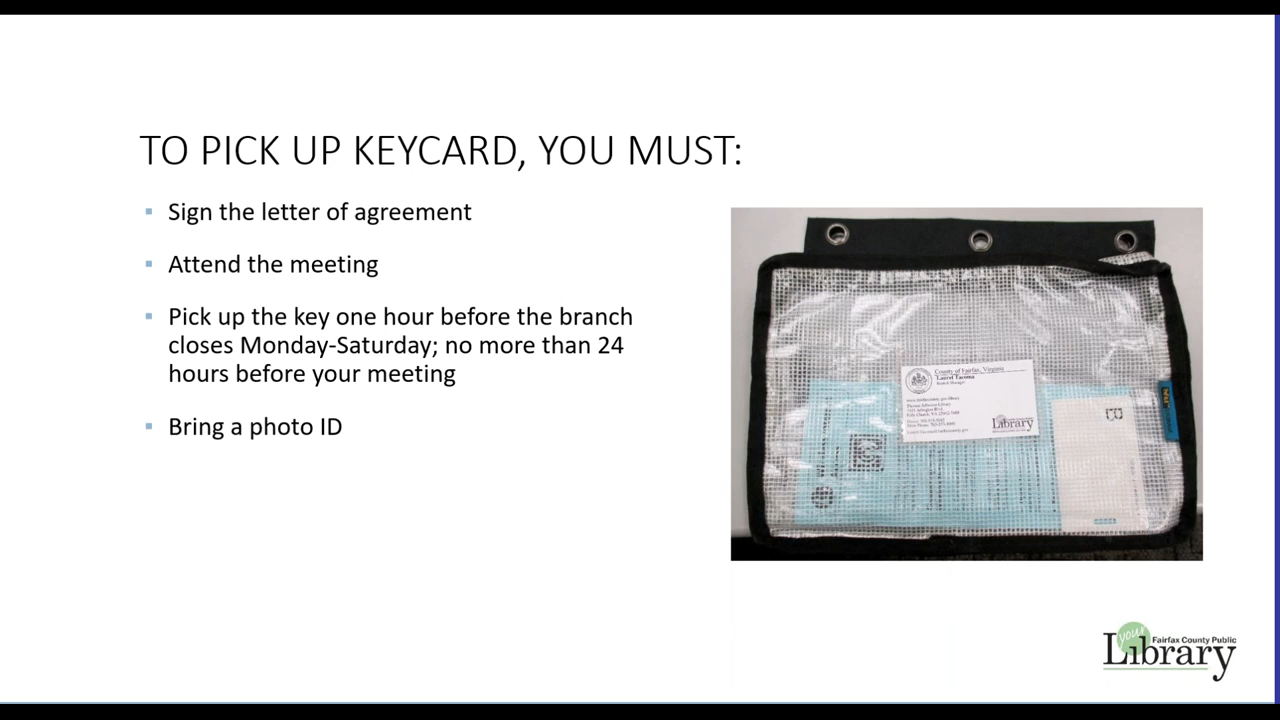 TO PICK UP KEYCARD, YOU MUST:
Sign the letter of agreement
Attend the meeting
Pick up the key one hour before the branch
closes Monday-Saturday; no more than 24
hours before your meeting
Bring a photo ID
County of Fairfax, Virginia
Branch Manager
Library
your
Fairfax County Public
Library